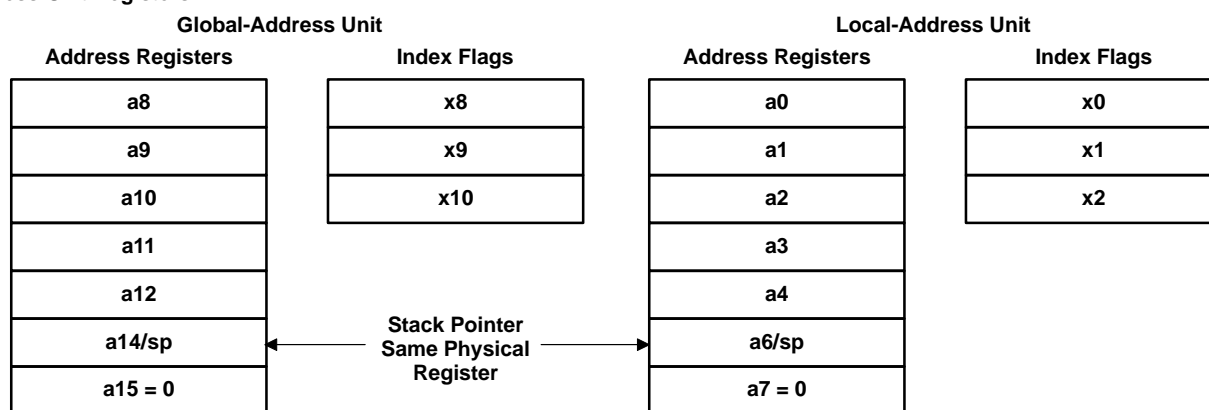 Global-Address Unit
Local-Address Unit
Address Registers
Index Flags
Address Registers
Index Flags
a8
x8
a0
x0
a9
x9
a1
x1
a10
x10
a2
x2
a11
a3
a12
a4
a14/sp
Stack Pointer
Same Physical
Register
a6/sp
a15 = 0
a7 = 0